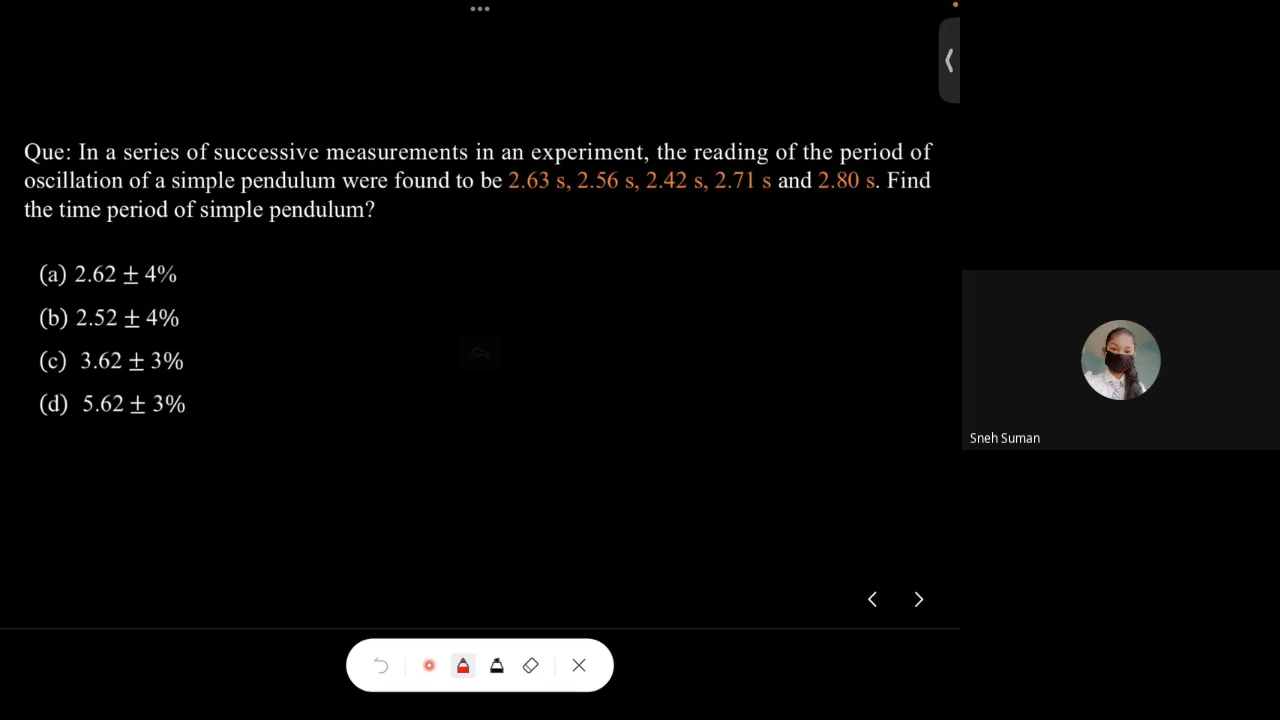 Que: In a series of successive measurements in an experiment, the reading of the period of
oscillation of a simple pendulum were found to be 2.63 s, 2.56 s, 2.42 s, 2.71 s and 2.80 s. Find
the time period of simple pendulum?
(a) 2.62 ± 4%
(b) 2.52 ± 4%
(c) 3.62 ± 3%
(d) 5.62 ± 3%
Sneh Suman